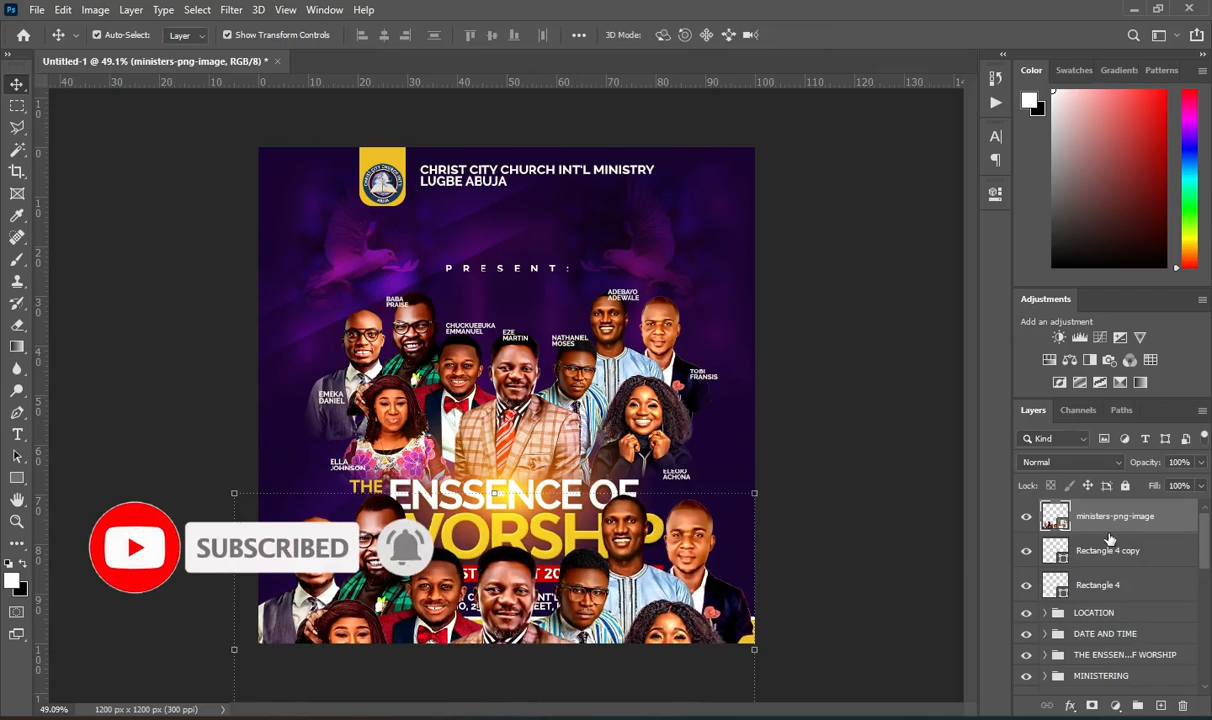 File Edit Image Layer Type Select Filter 3D View Window Help
Auto-Select: Layer Show Transform Controls 3D Mode:
Untitled-1 @ 49.1% (ministers-png-image, RGB/8) *
CHRIST CITY CHURCH INT'L MINISTRY
LUGBE ABUJA
PRESENT:
BABA
PRAISE
ADEBAYO
ADEWALE
CHUCKUEBUKA
EMMANUEL
EZE
MARTIN
NATHANEL
MOSES
TOBI
FRANSIS
EMEKA
DANIEL
ELLA
JOHNSON
ELEOJO
ACHONA
THE ENSSENCE OF
WORSHIP
SUBSCRIBED
Color Swatches Gradients Patterns
Adjustments
Add an adjustment
Layers Channels Paths
Kind
Normal Opacity: 100%
Lock: Fill: 100%
ministers-png-image
Rectangle 4 copy
Rectangle 4
LOCATION
DATE AND TIME
THE ENSSEN...F WORSHIP
MINISTERING
49.09% 1200 px x 1200 px (300 ppi)